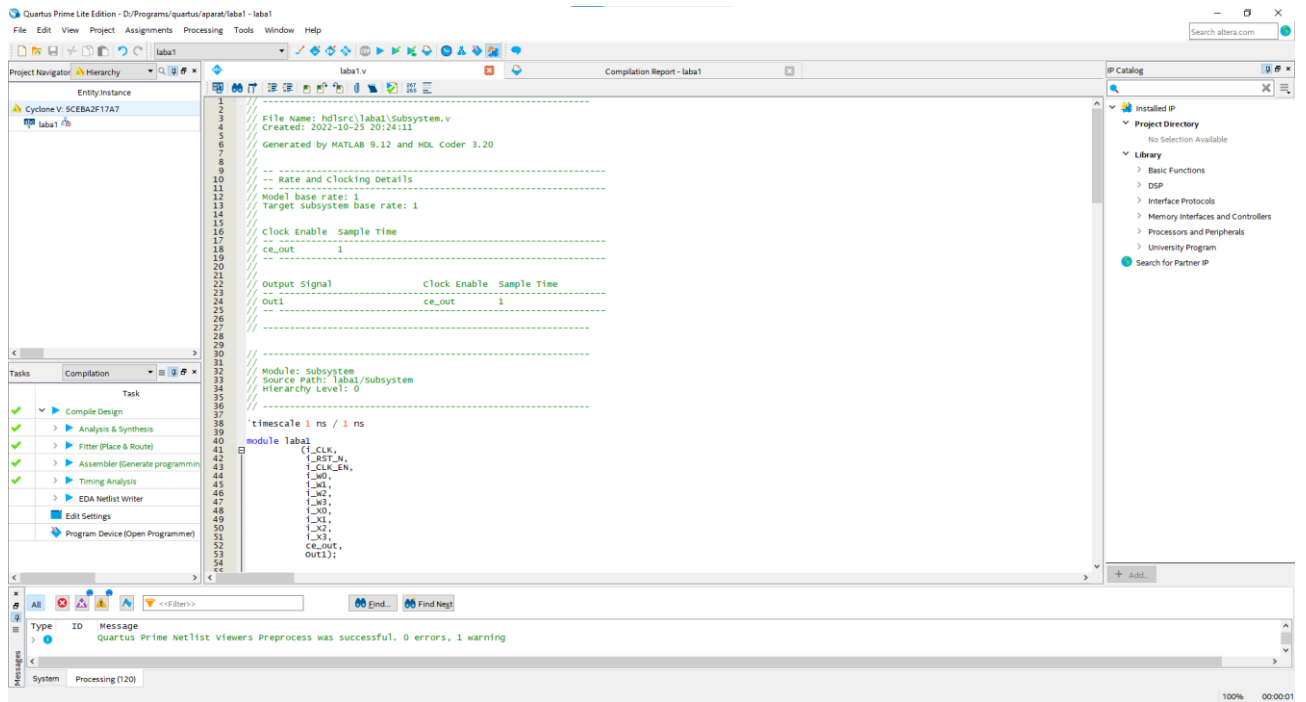 Quartus Prime Lite Edition - D:/Programs/quartus/aparat/laba1 - laba1
File Edit View Project Assignments Processing Tools Window Help
Search altera.com
laba1
Project Navigator Hierarchy
Entity:Instance
Cyclone V: 5CEBA2F17A7
laba1
Tasks Compilation
Task
Compile Design
Analysis & Synthesis
Fitter (Place & Route)
Assembler (Generate programmin
Timing Analysis
EDA Netlist Writer
Edit Settings
Program Device (Open Programmer)
laba1.v
Compilation Report - laba1
267
268
1 // ------------------------------------------------------------
2 //
3 // File Name: hdlsrc\laba1\Subsystem.v
4 // Created: 2022-10-25 20:24:11
5 //
6 // Generated by MATLAB 9.12 and HDL Coder 3.20
7 //
8 //
9 // -- ------------------------------------------------------------
10 // -- Rate and Clocking Details
11 // -- ------------------------------------------------------------
12 // Model base rate: 1
13 // Target subsystem base rate: 1
14 //
15 //
16 // Clock Enable Sample Time
17 // -- ------------------------------------------------------------
18 // ce_out 1
19 // -- ------------------------------------------------------------
20 //
21 //
22 // Output Signal Clock Enable Sample Time
23 // -- ------------------------------------------------------------
24 // Out1 ce_out 1
25 // -- ------------------------------------------------------------
26 //
27 // ------------------------------------------------------------
28
29
30 // ------------------------------------------------------------
31 //
32 // Module: Subsystem
33 // Source Path: laba1/Subsystem
34 // Hierarchy Level: 0
35 //
36 // ------------------------------------------------------------
37
38 `timescale 1 ns / 1 ns
39
40 module laba1
41 (i_CLK,
42 i_RST_N,
43 i_CLK_EN,
44 i_W0,
45 i_W1,
46 i_W2,
47 i_W3,
48 i_X0,
49 i_X1,
50 i_X2,
51 i_X3,
52 ce_out,
53 Out1);
54
55
IP Catalog
Installed IP
Project Directory
No Selection Available
Library
Basic Functions
DSP
Interface Protocols
Memory Interfaces and Controllers
Processors and Peripherals
University Program
Search for Partner IP
+ Add...
All <<Filter>> Find... Find Next
Type ID Message
Quartus Prime Netlist Viewers Preprocess was successful. 0 errors, 1 warning
Messages
System Processing (120)
100% 00:00:01